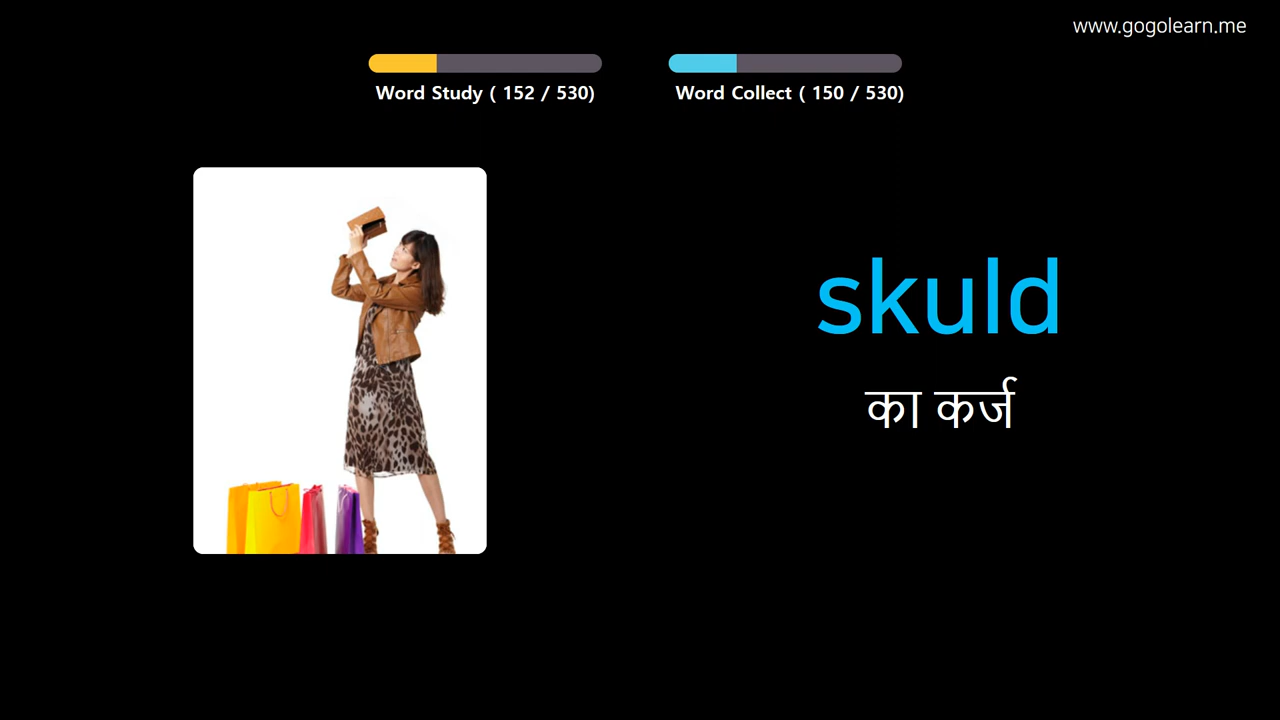 www.gogolearn.me
Word Study ( 152 / 530)
Word Collect ( 150 / 530)
skuld
का कर्ज